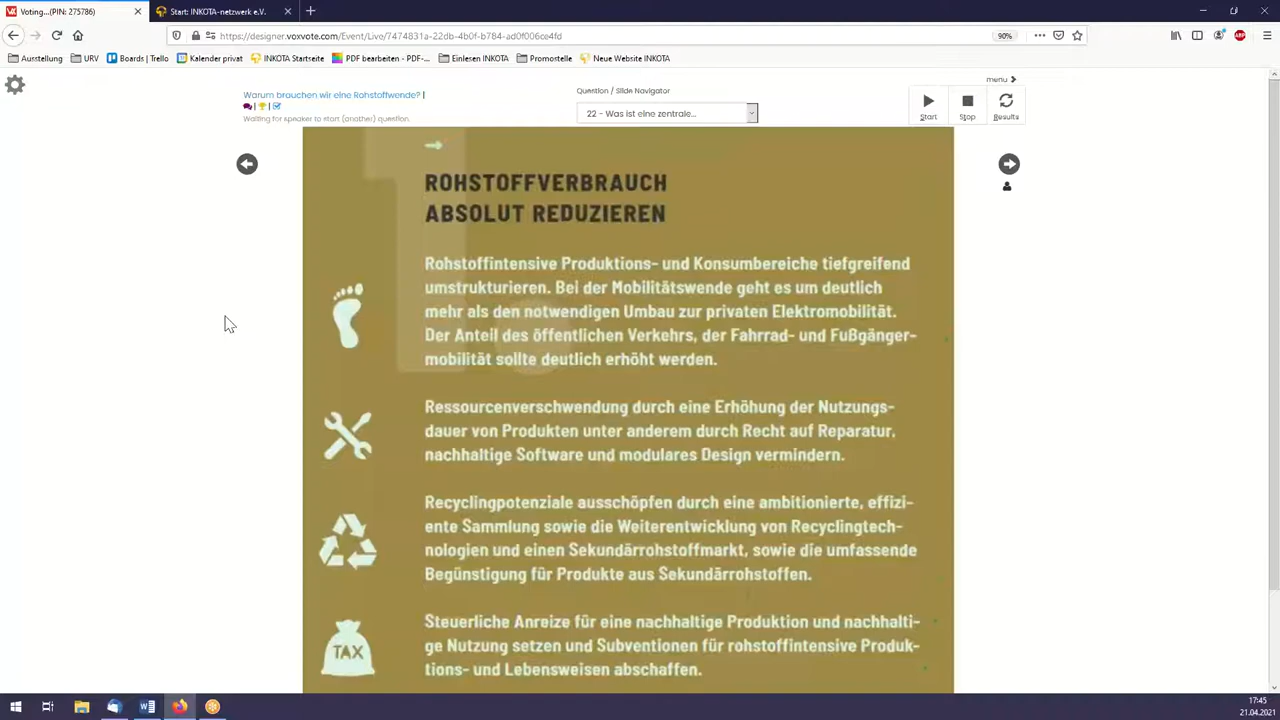 Voting...(PIN: 275786)
Start: INKOTA-netzwerk e.V.
https://designer.voxvote.com/Event/Live/7474831a-22db-4b0f-b784-ad0f006ce4fd
90%
Ausstellung
URV
Boards | Trello
Kalender privat
INKOTA Startseite
PDF bearbeiten - PDF-...
Einlesen INKOTA
Promostelle
Neue Website INKOTA
menu
Warum brauchen wir eine Rohstoffwende? |
Waiting for speaker to start (another) question.
Question / Slide Navigator
22 - Was ist eine zentrale...
Start
Stop
Results
ROHSTOFFVERBRAUCH
ABSOLUT REDUZIEREN
Rohstoffintensive Produktions- und Konsumbereiche tiefgreifend
umstrukturieren. Bei der Mobilitätswende geht es um deutlich
mehr als den notwendigen Umbau zur privaten Elektromobilität.
Der Anteil des öffentlichen Verkehrs, der Fahrrad- und Fußgänger-
mobilität sollte deutlich erhöht werden.
Ressourcenverschwendung durch eine Erhöhung der Nutzungs-
dauer von Produkten unter anderem durch Recht auf Reparatur,
nachhaltige Software und modulares Design vermindern.
Recyclingpotenziale ausschöpfen durch eine ambitionierte, effizi-
ente Sammlung sowie die Weiterentwicklung von Recyclingtech-
nologien und einen Sekundärrohstoffmarkt, sowie die umfassende
Begünstigung für Produkte aus Sekundärrohstoffen.
TAX
Steuerliche Anreize für eine nachhaltige Produktion und nachhalti-
ge Nutzung setzen und Subventionen für rohstoffintensive Produk-
tions- und Lebensweisen abschaffen.
17:45
21.04.2021